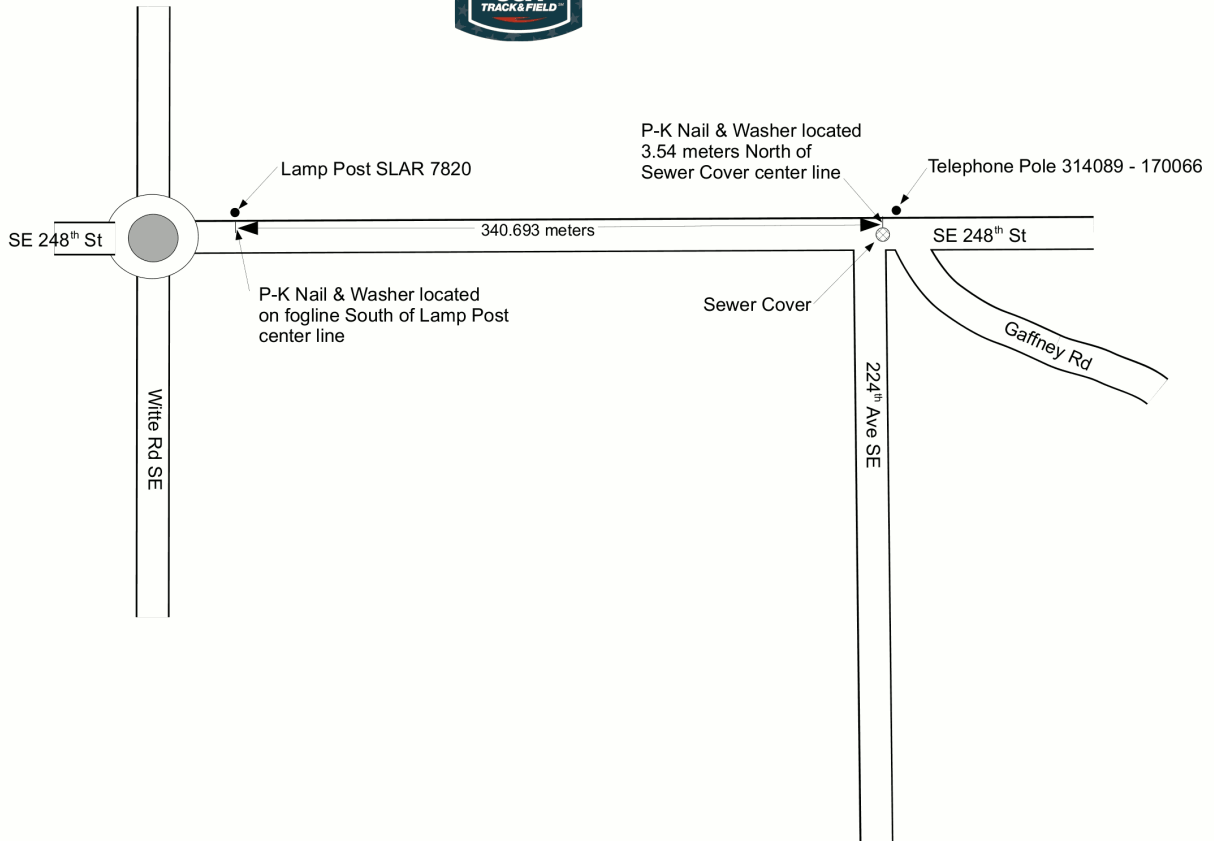 TRACK & FIELD™
P-K Nail & Washer located
3.54 meters North of
Sewer Cover center line
Lamp Post SLAR 7820
Telephone Pole 314089 - 170066
SE 248th St
340.693 meters
SE 248th St
P-K Nail & Washer located
on fogline South of Lamp Post
center line
Sewer Cover
Gaffney Rd
Witte Rd SE
224th Ave SE